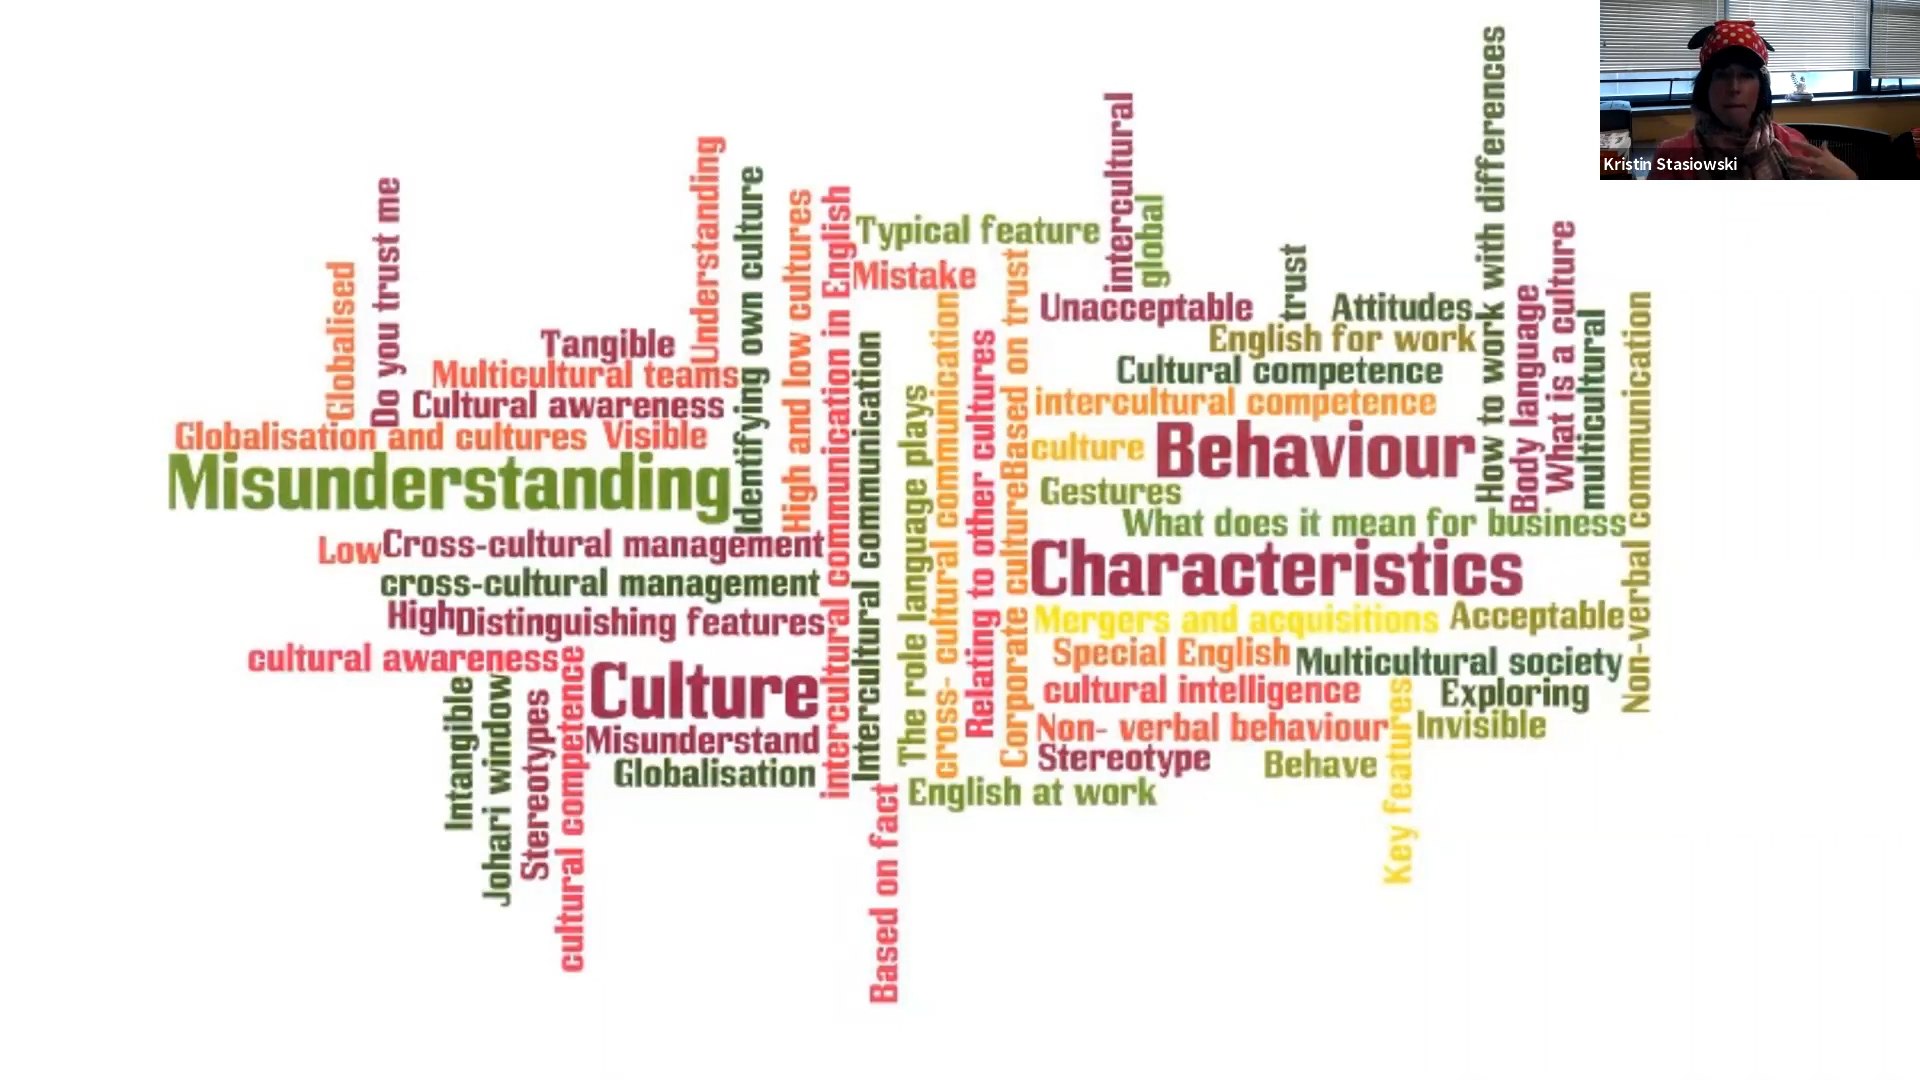 Kristin Stasiowski
How to work with differences
intercultural
Understanding
Identifying own culture
Do you trust me
High and low cultures
intercultural communication in English
Typical feature
global
What is a culture
trust
Corporate cultureBased on trust
Globalised
Mistake
Body language
Unacceptable
Attitudes
cross- cultural communication
Non-verbal communication
multicultural
English for work
Tangible
Relating to other cultures
Intercultural communication
Multicultural teams
Cultural competence
The role language plays
Cultural awareness
intercultural competence
Globalisation and cultures
Visible
culture
Behaviour
Misunderstanding
Gestures
What does it mean for business
Low
Cross-cultural management
Characteristics
cross-cultural management
High
Distinguishing features
Mergers and acquisitions
Acceptable
cultural awareness
Special English
Multicultural society
cultural competence
Intangible
Johari window
Stereotypes
Culture
cultural intelligence
Exploring
Non- verbal behaviour
Key features
Invisible
Misunderstand
Stereotype
Behave
Globalisation
English at work
Based on fact